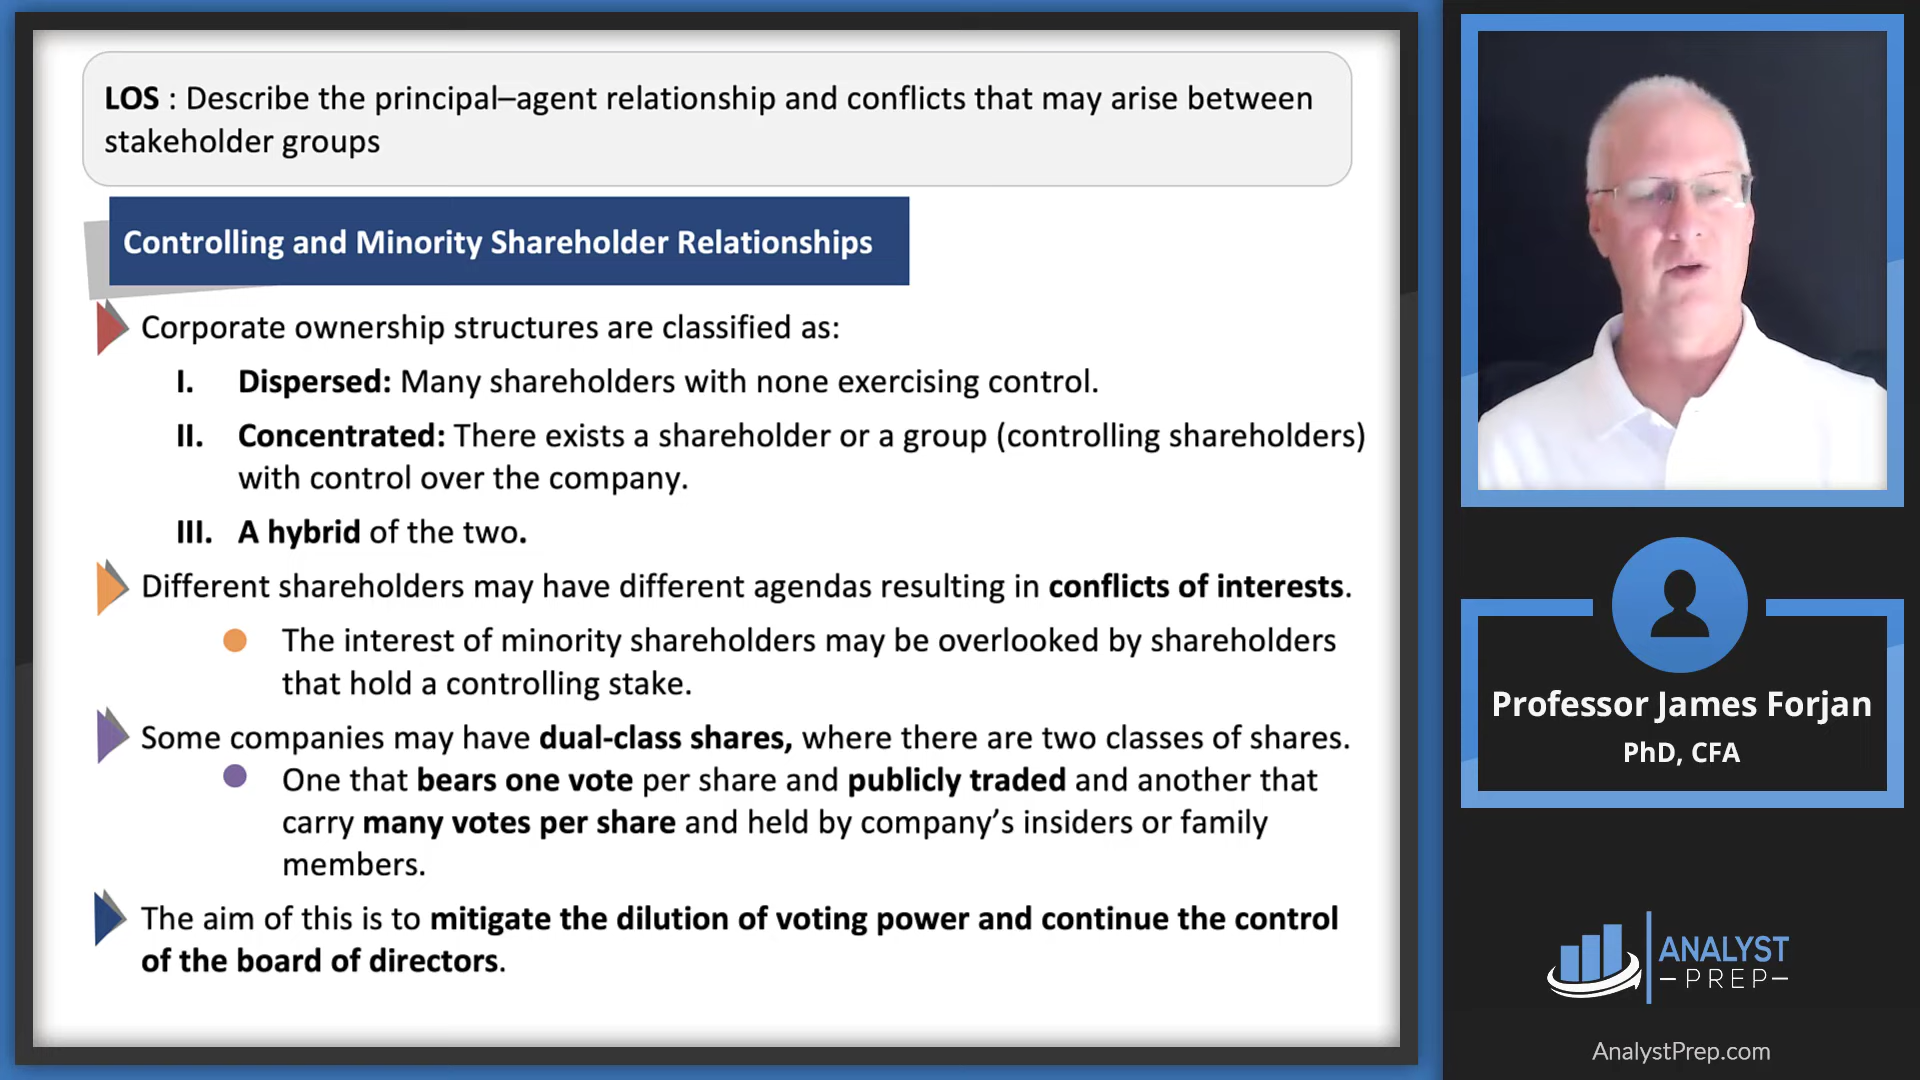 LOS : Describe the principal–agent relationship and conflicts that may arise between
stakeholder groups
Controlling and Minority Shareholder Relationships
Corporate ownership structures are classified as:
I. Dispersed: Many shareholders with none exercising control.
II. Concentrated: There exists a shareholder or a group (controlling shareholders)
with control over the company.
III. A hybrid of the two.
Different shareholders may have different agendas resulting in conflicts of interests.
The interest of minority shareholders may be overlooked by shareholders
that hold a controlling stake.
Some companies may have dual-class shares, where there are two classes of shares.
One that bears one vote per share and publicly traded and another that
carry many votes per share and held by company’s insiders or family
members.
The aim of this is to mitigate the dilution of voting power and continue the control
of the board of directors.
Professor James Forjan
PhD, CFA
ANALYST
PREP
AnalystPrep.com